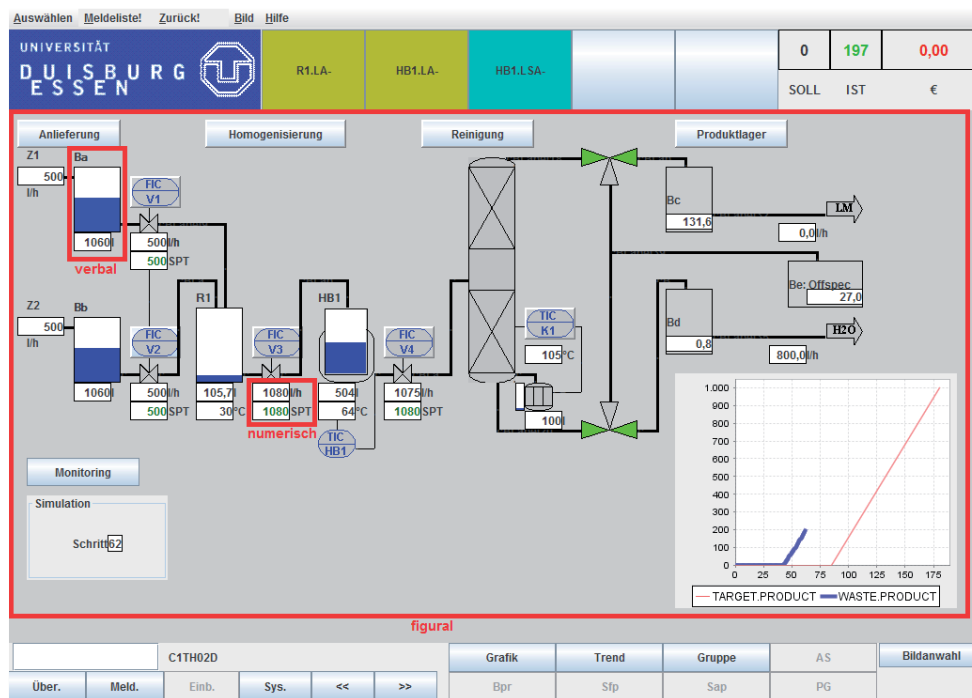 Auswählen Meldeliste! Zurück! Bild Hilfe
UNIVERSITÄT
DUISBURG
ESSEN
R1.LA-
HB1.LA-
HB1.LSA-
0 197 0,00
SOLL IST €
Anlieferung Homogenisierung Reinigung Produktlager
Z1
500
l/h
Ba
1060l
verbal
FIC
V1
500l/h
500SPT
Z2
500
l/h
Bb
1060l
FIC
V2
500l/h
500SPT
R1
105,7l
30°C
FIC
V3
1080l/h
1080SPT
numerisch
HB1
504l
64°C
TIC
HB1
FIC
V4
1075l/h
1080SPT
TIC
K1
105°C
100l
Bc
131,6
LM
0,0l/h
Be: Offspec
27,0
Bd
0,8
H2O
800,0l/h
Monitoring
Simulation
Schritt62
1.000
900
800
700
600
500
400
300
200
100
0
0 25 50 75 100 125 150 175
TARGET.PRODUCT WASTE.PRODUCT
figural
C1TH02D
Grafik Trend Gruppe AS Bildanwahl
Über. Meld. Einb. Sys. << >> Bpr Sfp Sap PG